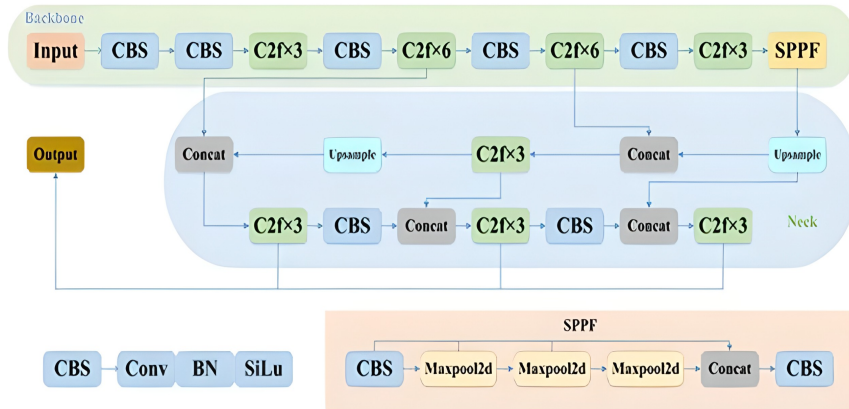 Backbone
Input CBS CBS C2f×3 CBS C2f×6 CBS C2f×6 CBS C2f×3 SPPF
Output Concat Upsample C2f×3 Concat Upsample
C2f×3 CBS Concat C2f×3 CBS Concat C2f×3 Neck
SPPF
CBS Conv BN SiLu CBS Maxpool2d Maxpool2d Maxpool2d Concat CBS